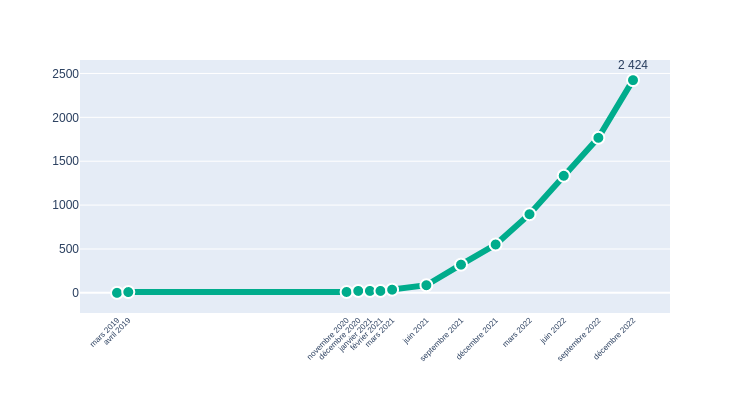 2 424
2500
2000
1500
1000
500
0
mars 2019
avril 2019
novembre 2020
décembre 2020
janvier 2021
février 2021
mars 2021
juin 2021
septembre 2021
décembre 2021
mars 2022
juin 2022
septembre 2022
décembre 2022